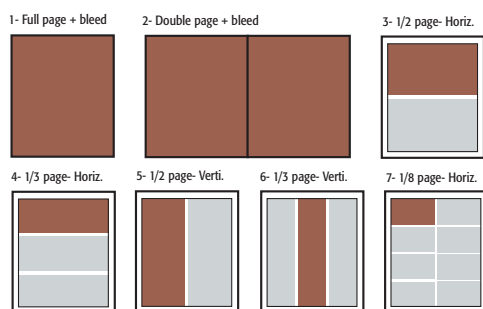 1- Full page + bleed
2- Double page + bleed
3- 1/2 page- Horiz.
4- 1/3 page- Horiz.
5- 1/2 page- Verti.
6- 1/3 page- Verti.
7- 1/8 page- Horiz.